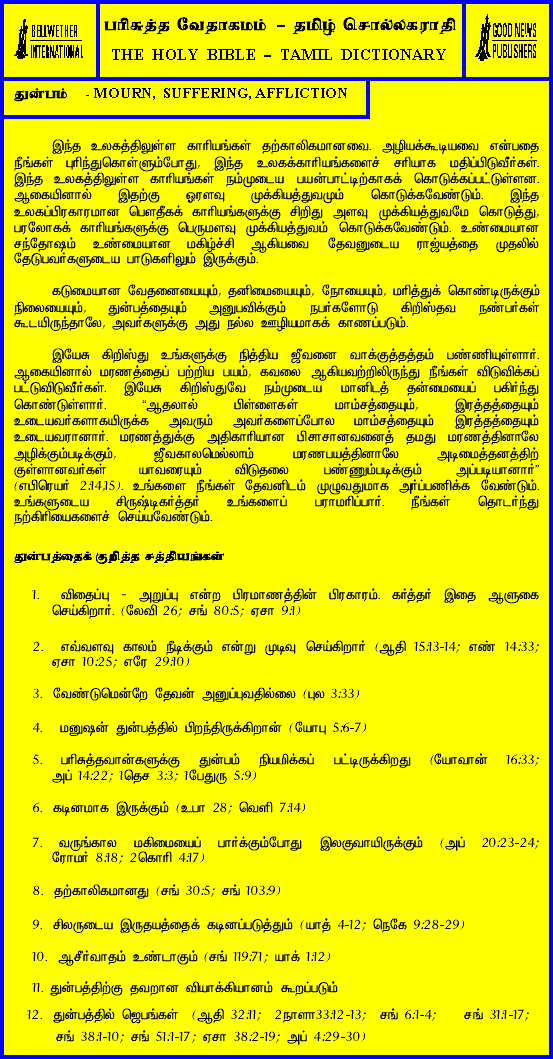 BELLWETHER
INTERNATIONAL
பரிசுத்த வேதாகமம் – தமிழ் சொல்லகராதி
THE HOLY BIBLE – TAMIL DICTIONARY
GOOD NEWS
PUBLISHERS
துன்பம் - MOURN, SUFFERING, AFFLICTION
இந்த உலகத்திலுள்ள காரியங்கள் தற்காலிகமானவை. அழியக்கூடியவை என்பதை
நீங்கள் புரிந்துகொள்ளும்போது, இந்த உலகக்காரியங்களைச் சரியாக மதிப்பிடுவீர்கள்.
இந்த உலகத்திலுள்ள காரியங்கள் நம்முடைய பயன்பாட்டிற்காகக் கொடுக்கப்பட்டுள்ளன.
ஆகையினால் இதற்கு ஓரளவு முக்கியத்துவமும் கொடுக்கவேண்டும். இந்த
உலகப்பிரகாரமான பௌதீகக் காரியங்களுக்கு சிறிது அளவு முக்கியத்துவமே கொடுத்து,
பரலோகக் காரியங்களுக்கு பெருமளவு முக்கியத்துவம் கொடுக்கவேண்டும். உண்மையான
சந்தோஷம் உண்மையான மகிழ்ச்சி ஆகியவை தேவனுடைய ராஜ்யத்தை முதலில்
தேடுபவர்களுடைய பாடுகளிலும் இருக்கும்.
கடுமையான வேதனையையும், தனிமையையும், நோயையும், மரித்துக் கொண்டிருக்கும்
நிலையையும், துன்பத்தையும் அனுபவிக்கும் நபர்களோடு கிறிஸ்தவ நண்பர்கள்
கூடயிருந்தாலே, அவர்களுக்கு அது நல்ல ஊழியமாகக் காணப்படும்.
இயேசு கிறிஸ்து உங்களுக்கு நித்திய ஜீவனை வாக்குத்தத்தம் பண்ணியுள்ளார்.
ஆகையினால் மரணத்தைப் பற்றிய பயம், கவலை ஆகியவற்றிலிருந்து நீங்கள் விடுவிக்கப்
பட்டுவிடுவீர்கள். இயேசு கிறிஸ்துவே நம்முடைய மானிடத் தன்மையைப் பகிர்ந்து
கொண்டுள்ளார். “ஆதலால் பிள்ளைகள் மாம்சத்தையும், இரத்தத்தையும்
உடையவர்களாகயிருக்க அவரும் அவர்களைப்போல மாம்சத்தையும் இரத்தத்தையும்
உடையவரானார். மரணத்துக்கு அதிகாரியான பிசாசானவனைத் தமது மரணத்தினாலே
அழிக்கும்படிக்கும், ஜீவகாலமெல்லாம் மரணபயத்தினாலே அடிமைத்தனத்திற்
குள்ளானவர்கள் யாவரையும் விடுதலை பண்ணும்படிக்கும் அப்படியானார்”
(எபிரெயர் 2:14,15). உங்களை நீங்கள் தேவனிடம் முழுவதுமாக அர்ப்பணிக்க வேண்டும்.
உங்களுடைய சிருஷ்டிகர்த்தர் உங்களைப் பராமரிப்பார். நீங்கள் தொடர்ந்து
நற்கிரியைகளைச் செய்யவேண்டும்.
துன்பத்தைக் குறித்த சத்தியங்கள்
1. விதைப்பு - அறுப்பு என்ற பிரமாணத்தின் பிரகாரம். கர்த்தர் இதை ஆளுகை
செய்கிறார். (லேவி 26; சங் 80:5; ஏசா 9:1)
2. எவ்வளவு காலம் நீடிக்கும் என்று முடிவு செய்கிறார் (ஆதி 15:13-14; எண் 14:33;
ஏசா 10:25; எரே 29:10)
3. வேண்டுமென்றே தேவன் அனுப்புவதில்லை (புல 3:33)
4. மனுஷன் துன்பத்தில் பிறந்திருக்கிறான் (யோபு 5:6-7)
5. பரிசுத்தவான்களுக்கு துன்பம் நியமிக்கப் பட்டிருக்கிறது (யோவான் 16:33;
அப் 14:22; 1தெச 3:3; 1பேதுரு 5:9)
6. கடினமாக இருக்கும் (உபா 28; வெளி 7:14)
7. வருங்கால மகிமையைப் பார்க்கும்போது இலகுவாயிருக்கும் (அப் 20:23-24;
ரோமர் 8:18; 2கொரி 4:17)
8. தற்காலிகமானது (சங் 30:5; சங் 103:9)
9. சிலருடைய இருதயத்தைக் கடினப்படுத்தும் (யாத் 4-12; நெகே 9:28-29)
10. ஆசீர்வாதம் உண்டாகும் (சங் 119:71; யாக் 1:12)
11. துன்பத்திற்கு தவறான வியாக்கியானம் கூறப்படும்
12. துன்பத்தில் ஜெபங்கள் (ஆதி 32:11; 2நாளா33:12-13; சங் 6:1-4; சங் 31:1-17;
சங் 38:1-10; சங் 51:1-17; ஏசா 38:2-19; அப் 4:29-30)